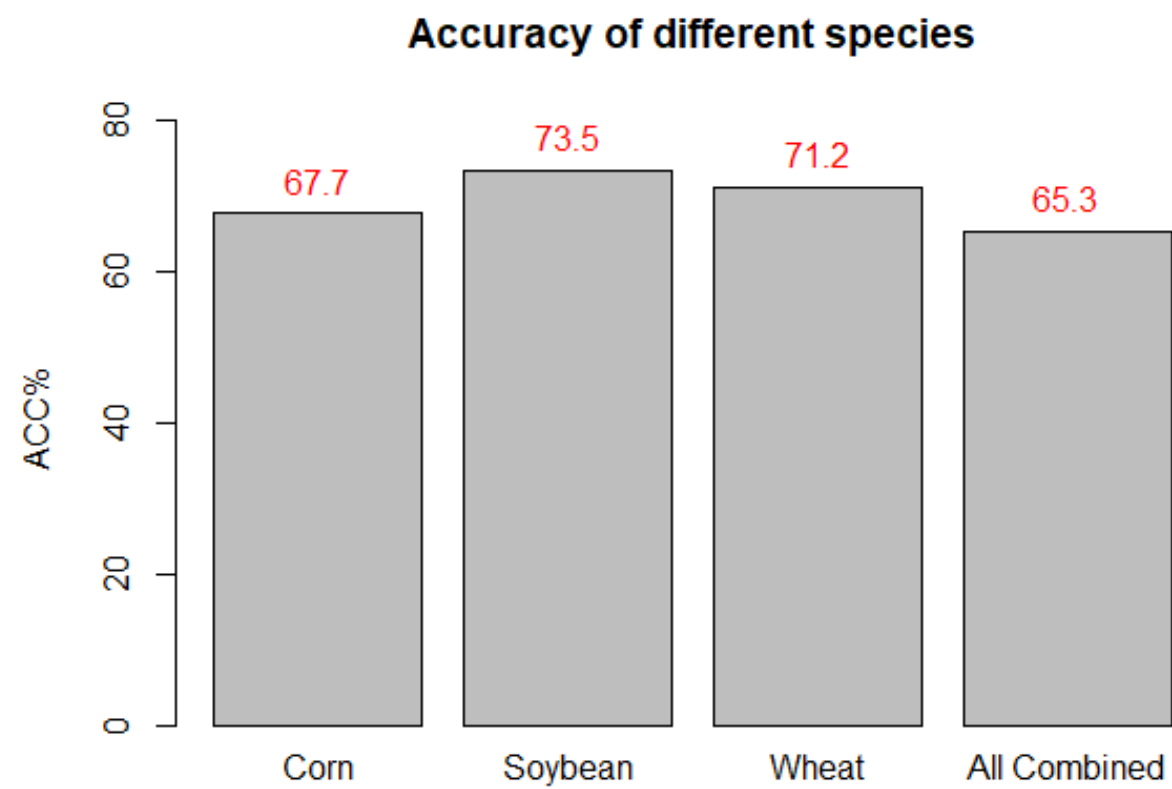 Accuracy of different species
80
60
40
20
0
ACC%
67.7
73.5
71.2
65.3
Corn
Soybean
Wheat
All Combined